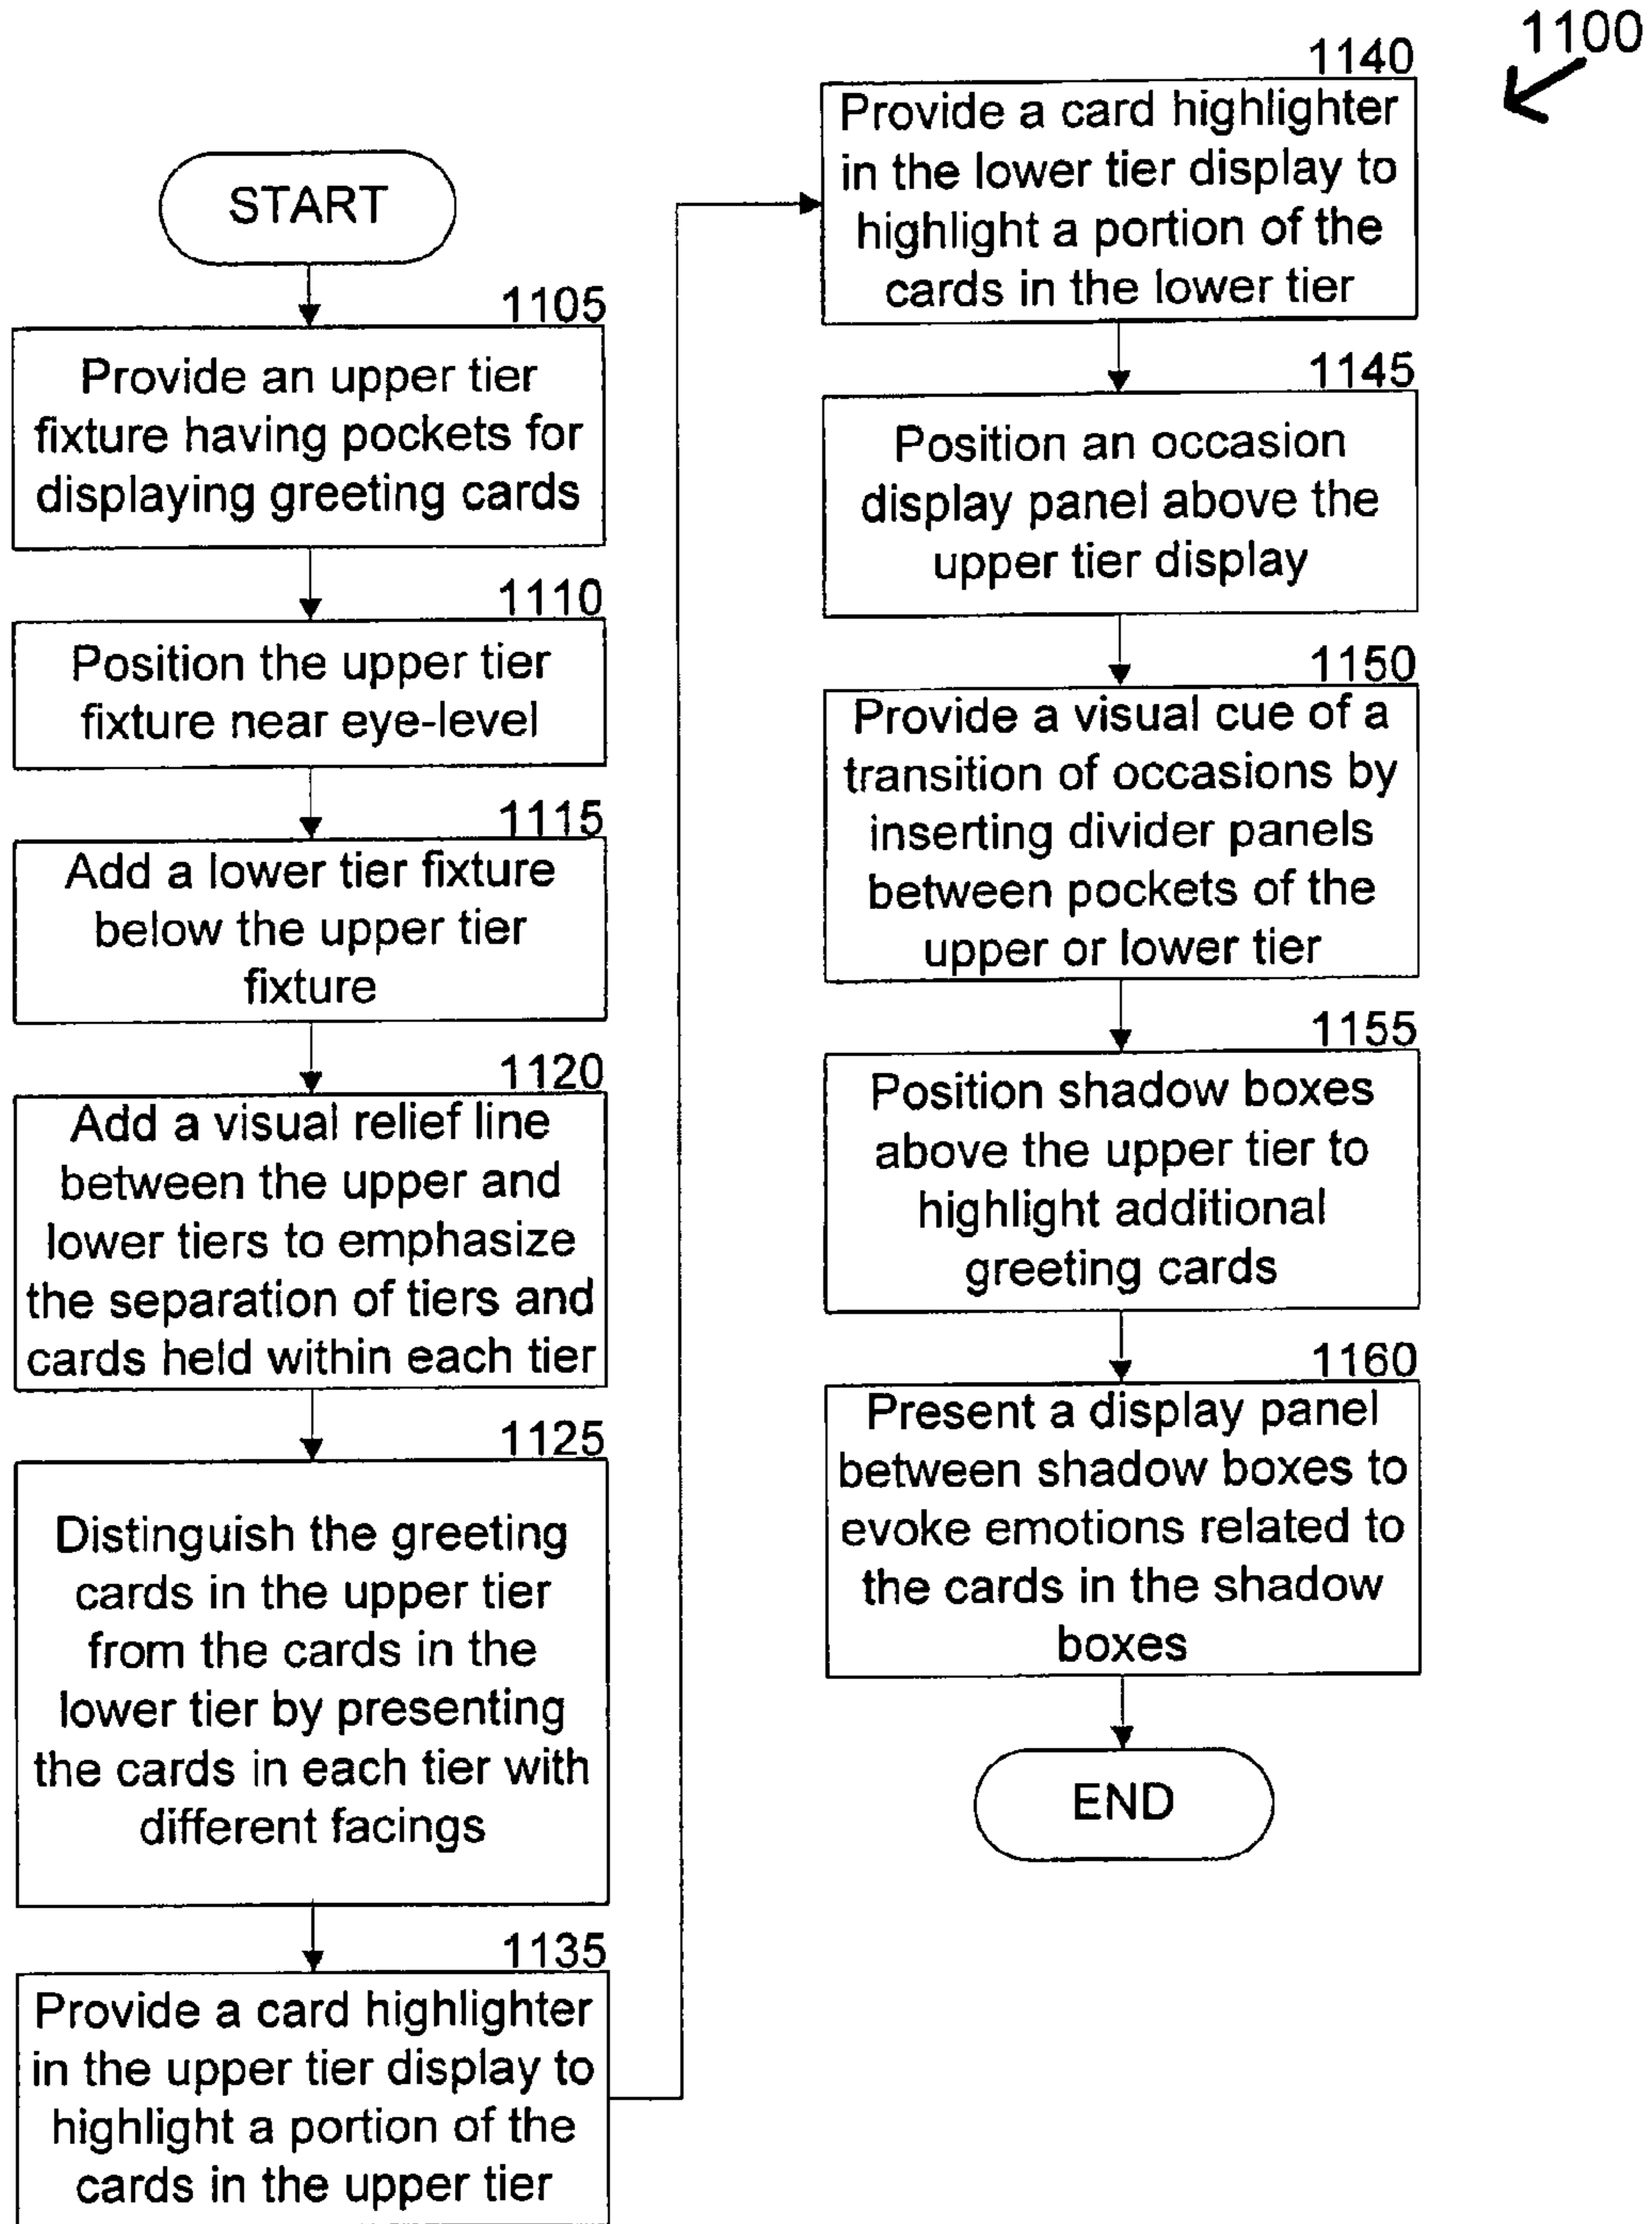 1100
START
1105
Provide an upper tier
fixture having pockets for
displaying greeting cards
1110
Position the upper tier
fixture near eye-level
1115
Add a lower tier fixture
below the upper tier
fixture
1120
Add a visual relief line
between the upper and
lower tiers to emphasize
the separation of tiers and
cards held within each tier
1125
Distinguish the greeting
cards in the upper tier
from the cards in the
lower tier by presenting
the cards in each tier with
different facings
1135
Provide a card highlighter
in the upper tier display to
highlight a portion of the
cards in the upper tier
1140
Provide a card highlighter
in the lower tier display to
highlight a portion of the
cards in the lower tier
1145
Position an occasion
display panel above the
upper tier display
1150
Provide a visual cue of a
transition of occasions by
inserting divider panels
between pockets of the
upper or lower tier
1155
Position shadow boxes
above the upper tier to
highlight additional
greeting cards
1160
Present a display panel
between shadow boxes to
evoke emotions related to
the cards in the shadow
boxes
END